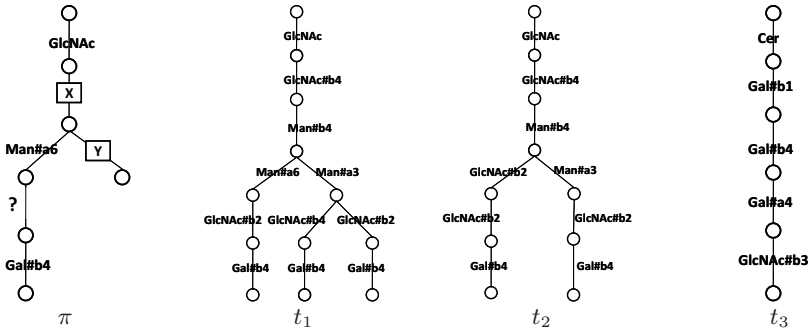 GlcNAc
X
Man#a6
Y
?
Gal#b4
π
GlcNAc
GlcNAc#b4
Man#b4
Man#a6 Man#a3
GlcNAc#b2 GlcNAc#b4 GlcNAc#b2
Gal#b4 Gal#b4 Gal#b4
t1
GlcNAc
GlcNAc#b4
Man#b4
GlcNAc#b2 Man#a3
GlcNAc#b2 GlcNAc#b2
Gal#b4 Gal#b4
t2
Cer
Gal#b1
Gal#b4
Gal#a4
GlcNAc#b3
t3